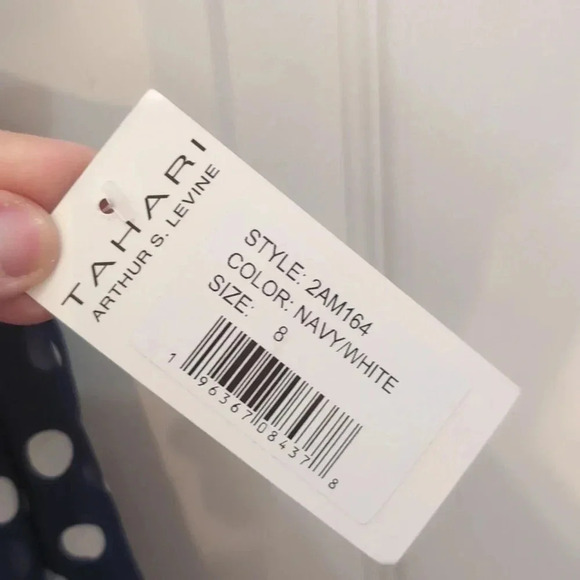 TAHARI
ARTHUR S. LEVINE
STYLE: 2AM164
COLOR: NAVY/WHITE
SIZE: 8
1 96367 08437 8